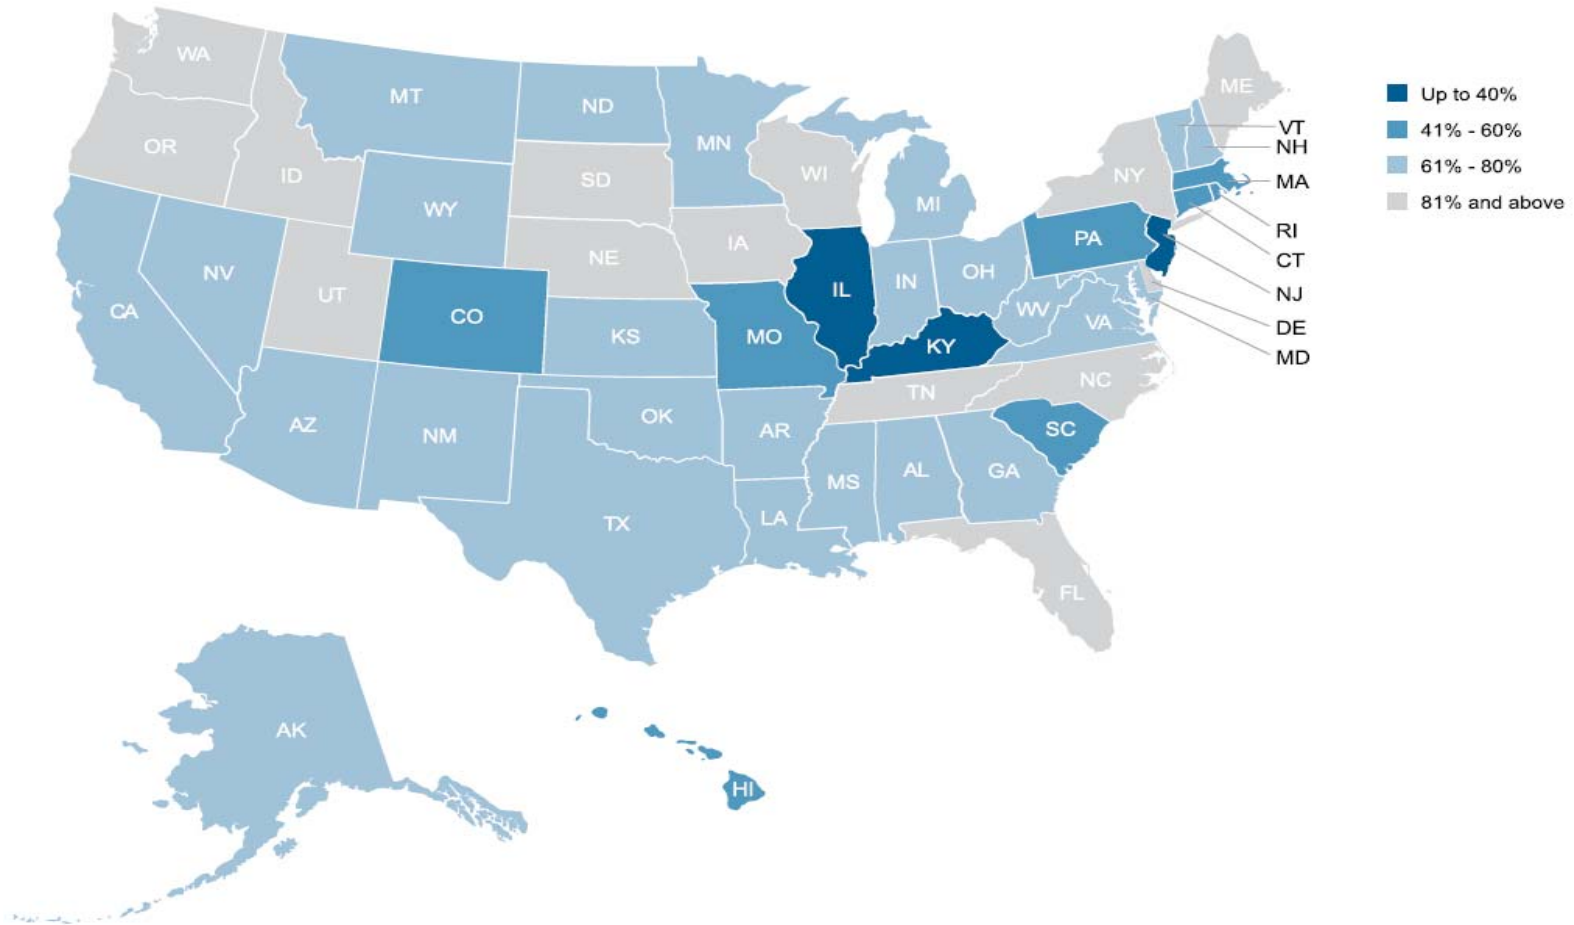 WA
MT
ND
MN
OR
ID
SD
WI
WY
MI
NY
ME
VT
NH
MA
RI
CT
NJ
DE
MD
PA
IA
NE
NV
UT
CA
CO
KS
MO
IL
IN
OH
WV
VA
KY
NC
TN
SC
AZ
NM
OK
AR
TX
LA
MS
AL
GA
FL
AK
HI
Up to 40%
41% - 60%
61% - 80%
81% and above